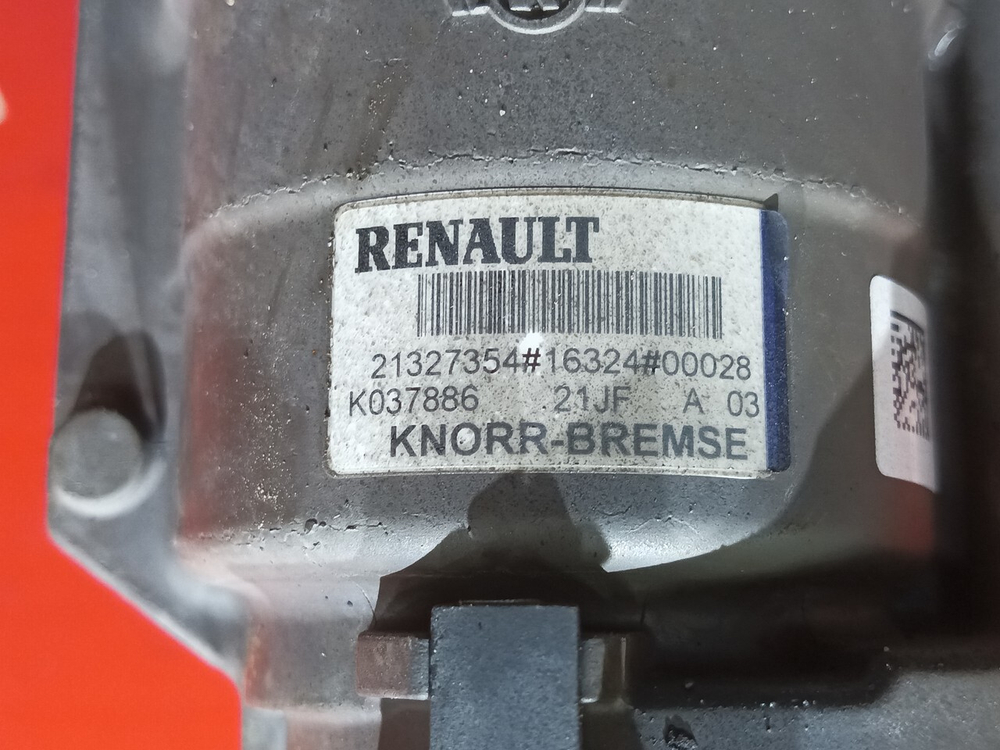 RENAULT
21327354#16324#00028
K037886 21JF A 03
KNORR-BREMSE